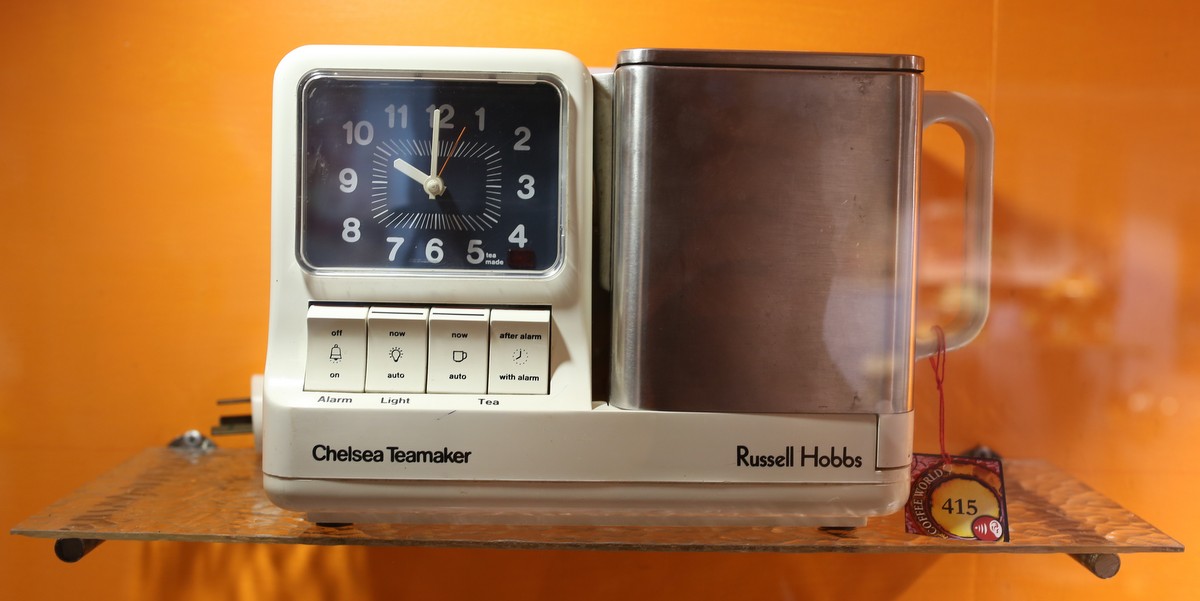 12
11 1
10 2
9 3
8 4
7 6 5
tea
made
off now now after alarm
on auto auto with alarm
Alarm Light Tea
Chelsea Teamaker
Russell Hobbs
COFFEE WORLD
415